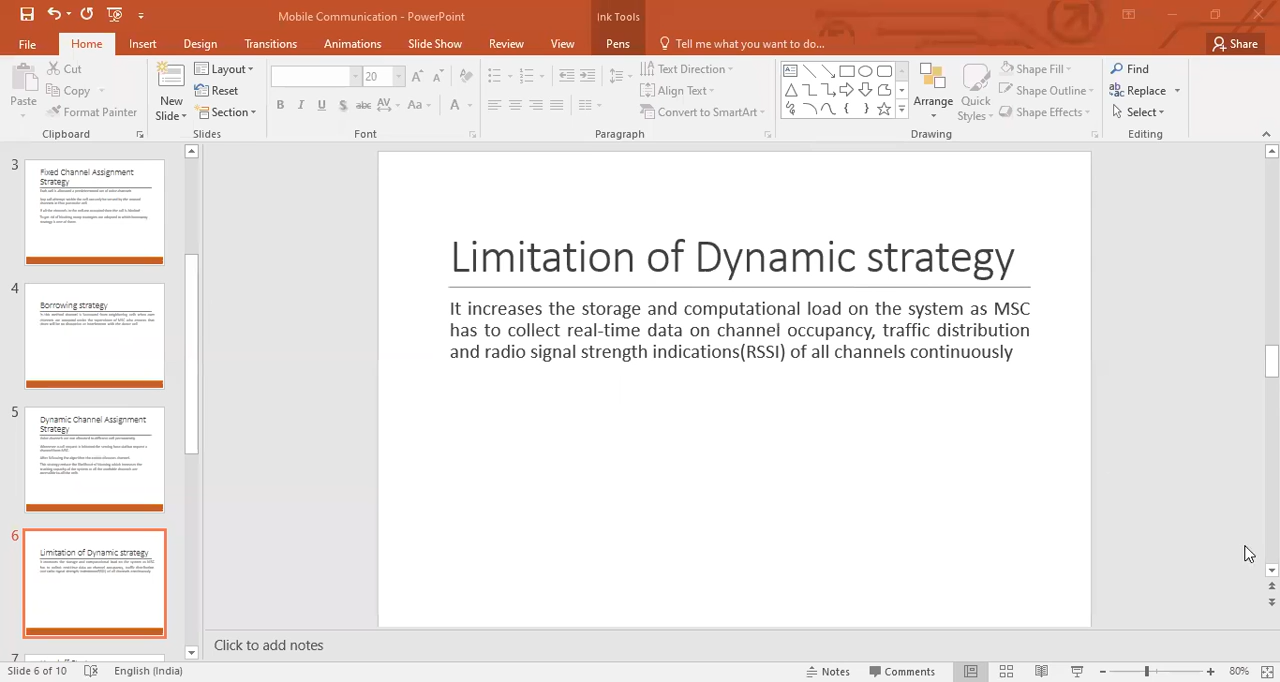 Mobile Communication - PowerPoint
Ink Tools
File Home Insert Design Transitions Animations Slide Show Review View Pens Tell me what you want to do... Share
Paste
Cut
Copy
Format Painter
Clipboard
New
Slide
Layout
Reset
Section
Slides
20
B I U S abc AV Aa A
Font
Text Direction
Align Text
Convert to SmartArt
Paragraph
Arrange
Quick
Styles
Shape Fill
Shape Outline
Shape Effects
Drawing
Find
Replace
Select
Editing
3
Fixed Channel Assignment
Strategy
4
Borrowing strategy
5
Dynamic Channel Assignment
Strategy
6
Limitation of Dynamic strategy
7
Limitation of Dynamic strategy
It increases the storage and computational load on the system as MSC
has to collect real-time data on channel occupancy, traffic distribution
and radio signal strength indications(RSSI) of all channels continuously
Click to add notes
Slide 6 of 10 English (India) Notes Comments 80%